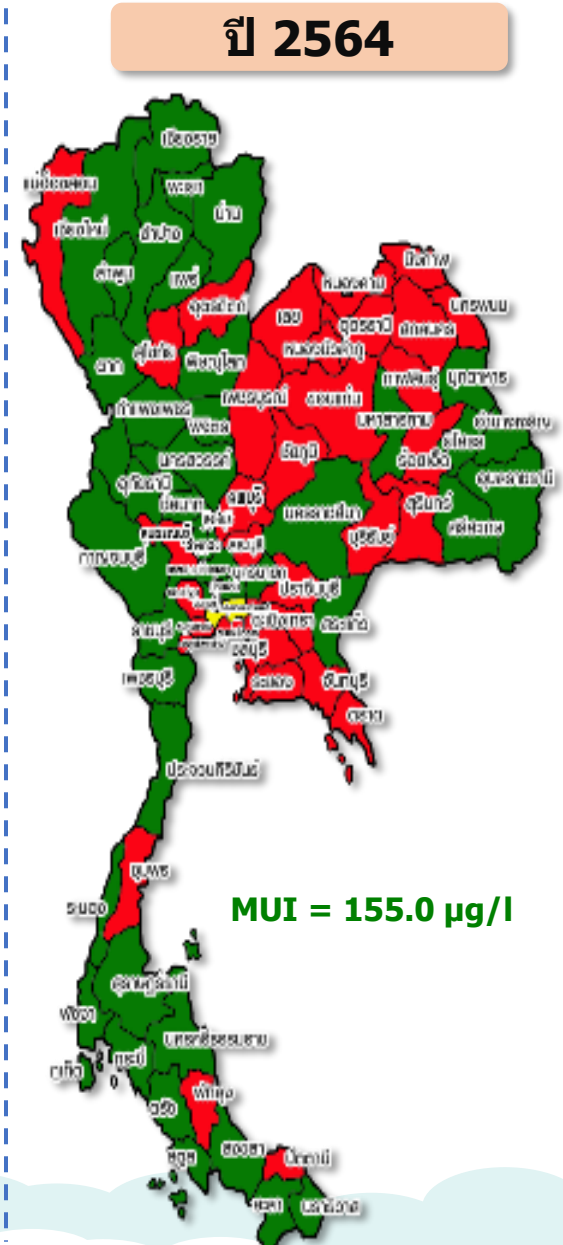 ปี 2564
เชียงราย
แม่ฮ่องสอน
พะเยา
น่าน
เชียงใหม่
ลำปาง
ลำพูน
แพร่
บึงกาฬ
หนองคาย
อุตรดิตถ์
นครพนม
เลย
อุดรธานี
สกลนคร
สุโขทัย
หนองบัวลำภู
ตาก
พิษณุโลก
กาฬสินธุ์
มุกดาหาร
เพชรบูรณ์
ขอนแก่น
กำแพงเพชร
มหาสารคาม
อำนาจเจริญ
พิจิตร
ยโสธร
ชัยภูมิ
ร้อยเอ็ด
นครสวรรค์
อุบลราชธานี
อุทัยธานี
ลพบุรี
ชัยนาท
สุรินทร์
นครราชสีมา
ศรีสะเกษ
บุรีรัมย์
สระบุรี
กาญจนบุรี
นครนายก
ปราจีนบุรี
ฉะเชิงเทรา
สระแก้ว
ราชบุรี
ชลบุรี
เพชรบุรี
ระยอง
จันทบุรี
ตราด
ประจวบคีรีขันธ์
ชุมพร
ระนอง
MUI = 155.0 µg/l
สุราษฎร์ธานี
พังงา
นครศรีธรรมราช
กระบี่
ภูเก็ต
พัทลุง
ตรัง
สงขลา
สตูล
ปัตตานี
ยะลา
นราธิวาส